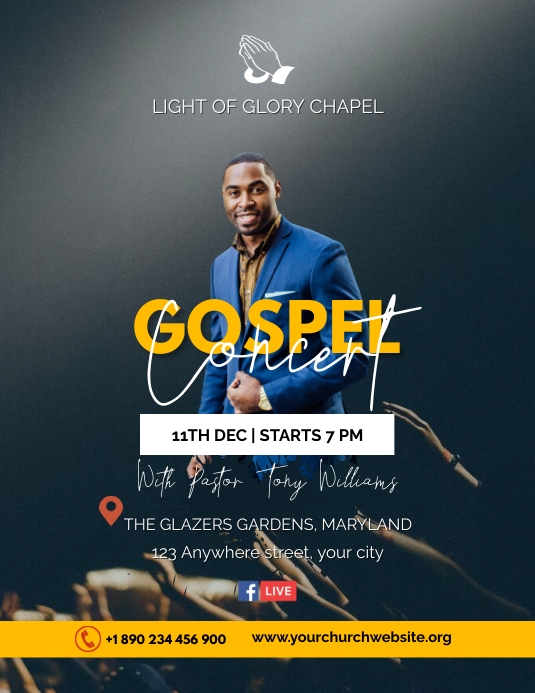 LIGHT OF GLORY CHAPEL
GOSPEL
Concert
11TH DEC | STARTS 7 PM
With Pastor Tony Williams
THE GLAZERS GARDENS, MARYLAND
123 Anywhere street, your city
f LIVE
+1 890 234 456 900 www.yourchurchwebsite.org